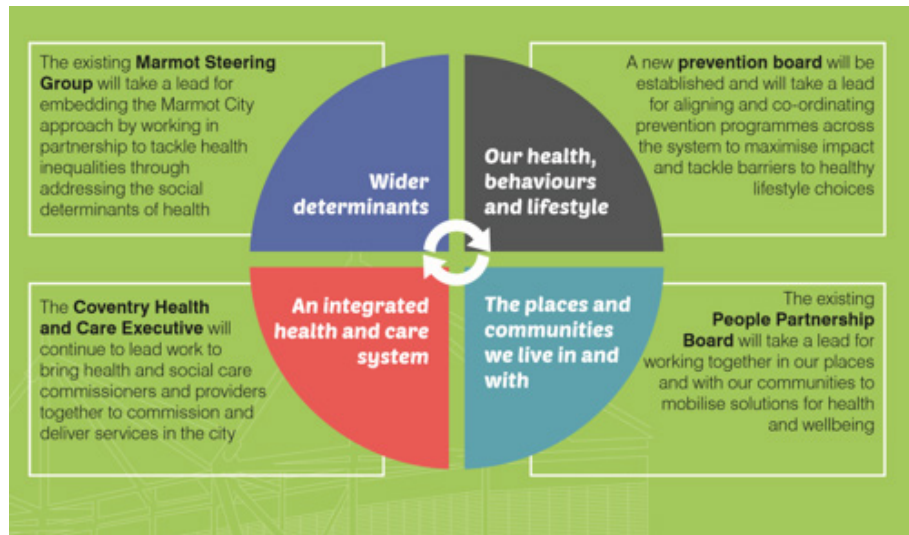 The existing Marmot Steering
Group will take a lead for
embedding the Marmot City
approach by working in
partnership to tackle health
inequalities through
addressing the social
determinants of health
Wider
determinants
Our health,
behaviours
and lifestyle
A new prevention board will be
established and will take a lead
for aligning and co-ordinating
prevention programmes across
the system to maximise impact
and tackle barriers to healthy
lifestyle choices
The Coventry Health
and Care Executive will
continue to lead work to
bring health and social care
commissioners and providers
together to commission and
deliver services in the city
An integrated
health and care
system
The places and
communities
we live in and
with
The existing
People Partnership
Board will take a lead for
working together in our places
and with our communities to
mobilise solutions for health
and wellbeing